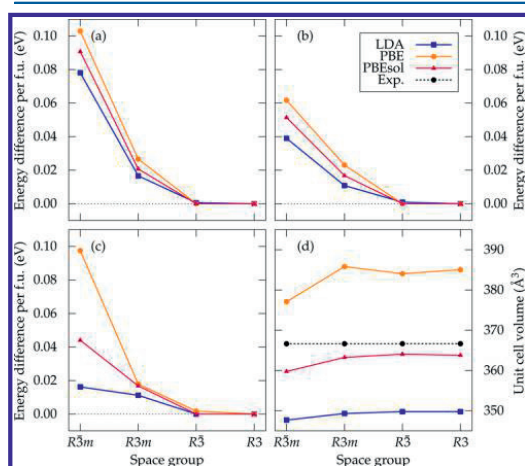 Energy difference per f.u. (eV)
0.10
0.08
0.06
0.04
0.02
0.00
(a)
(b)
LDA
PBE
PBEsol
Exp.
0.10
0.08
0.06
0.04
0.02
0.00
Energy difference per f.u. (eV)
Energy difference per f.u. (eV)
0.10
0.08
0.06
0.04
0.02
0.00
(c)
(d)
390
380
370
360
350
Unit cell volume (Å³)
R3̄m R3m R3̄ R3
R3̄m R3m R3̄ R3
Space group
Space group